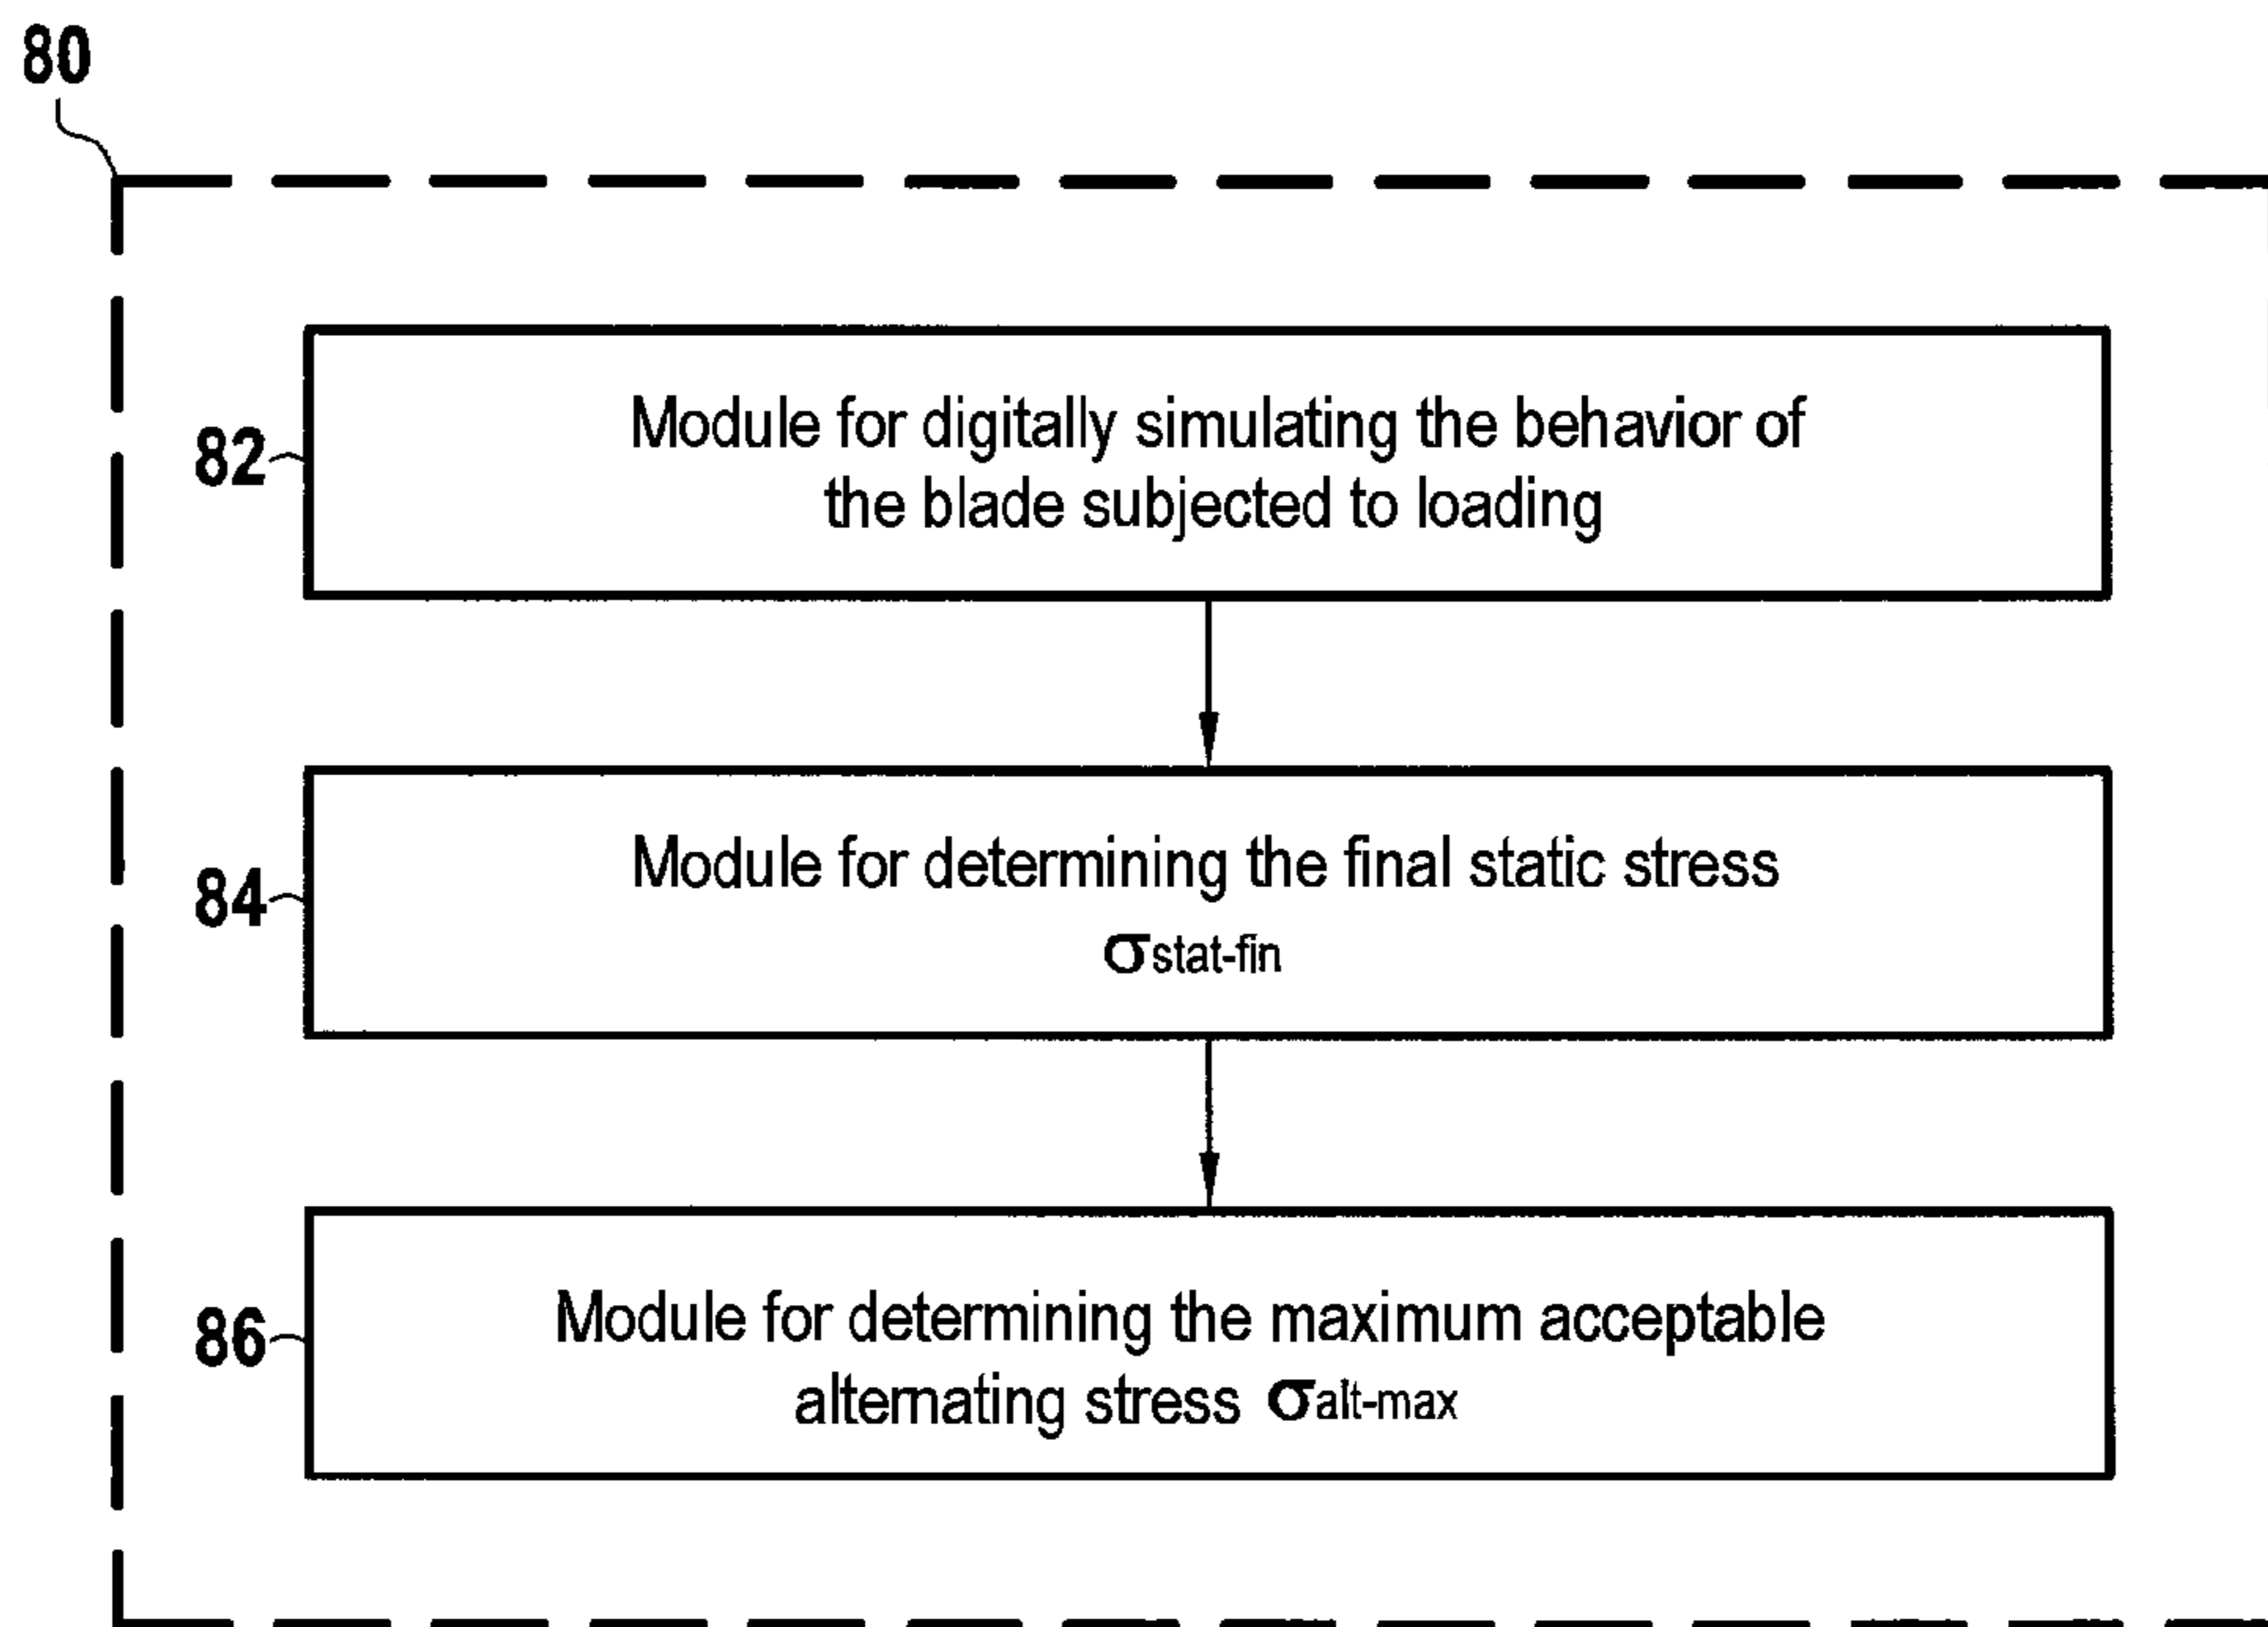 80
82
Module for digitally simulating the behavior of
the blade subjected to loading
84
Module for determining the final static stress
σstat-fin
86
Module for determining the maximum acceptable
alternating stress σalt-max